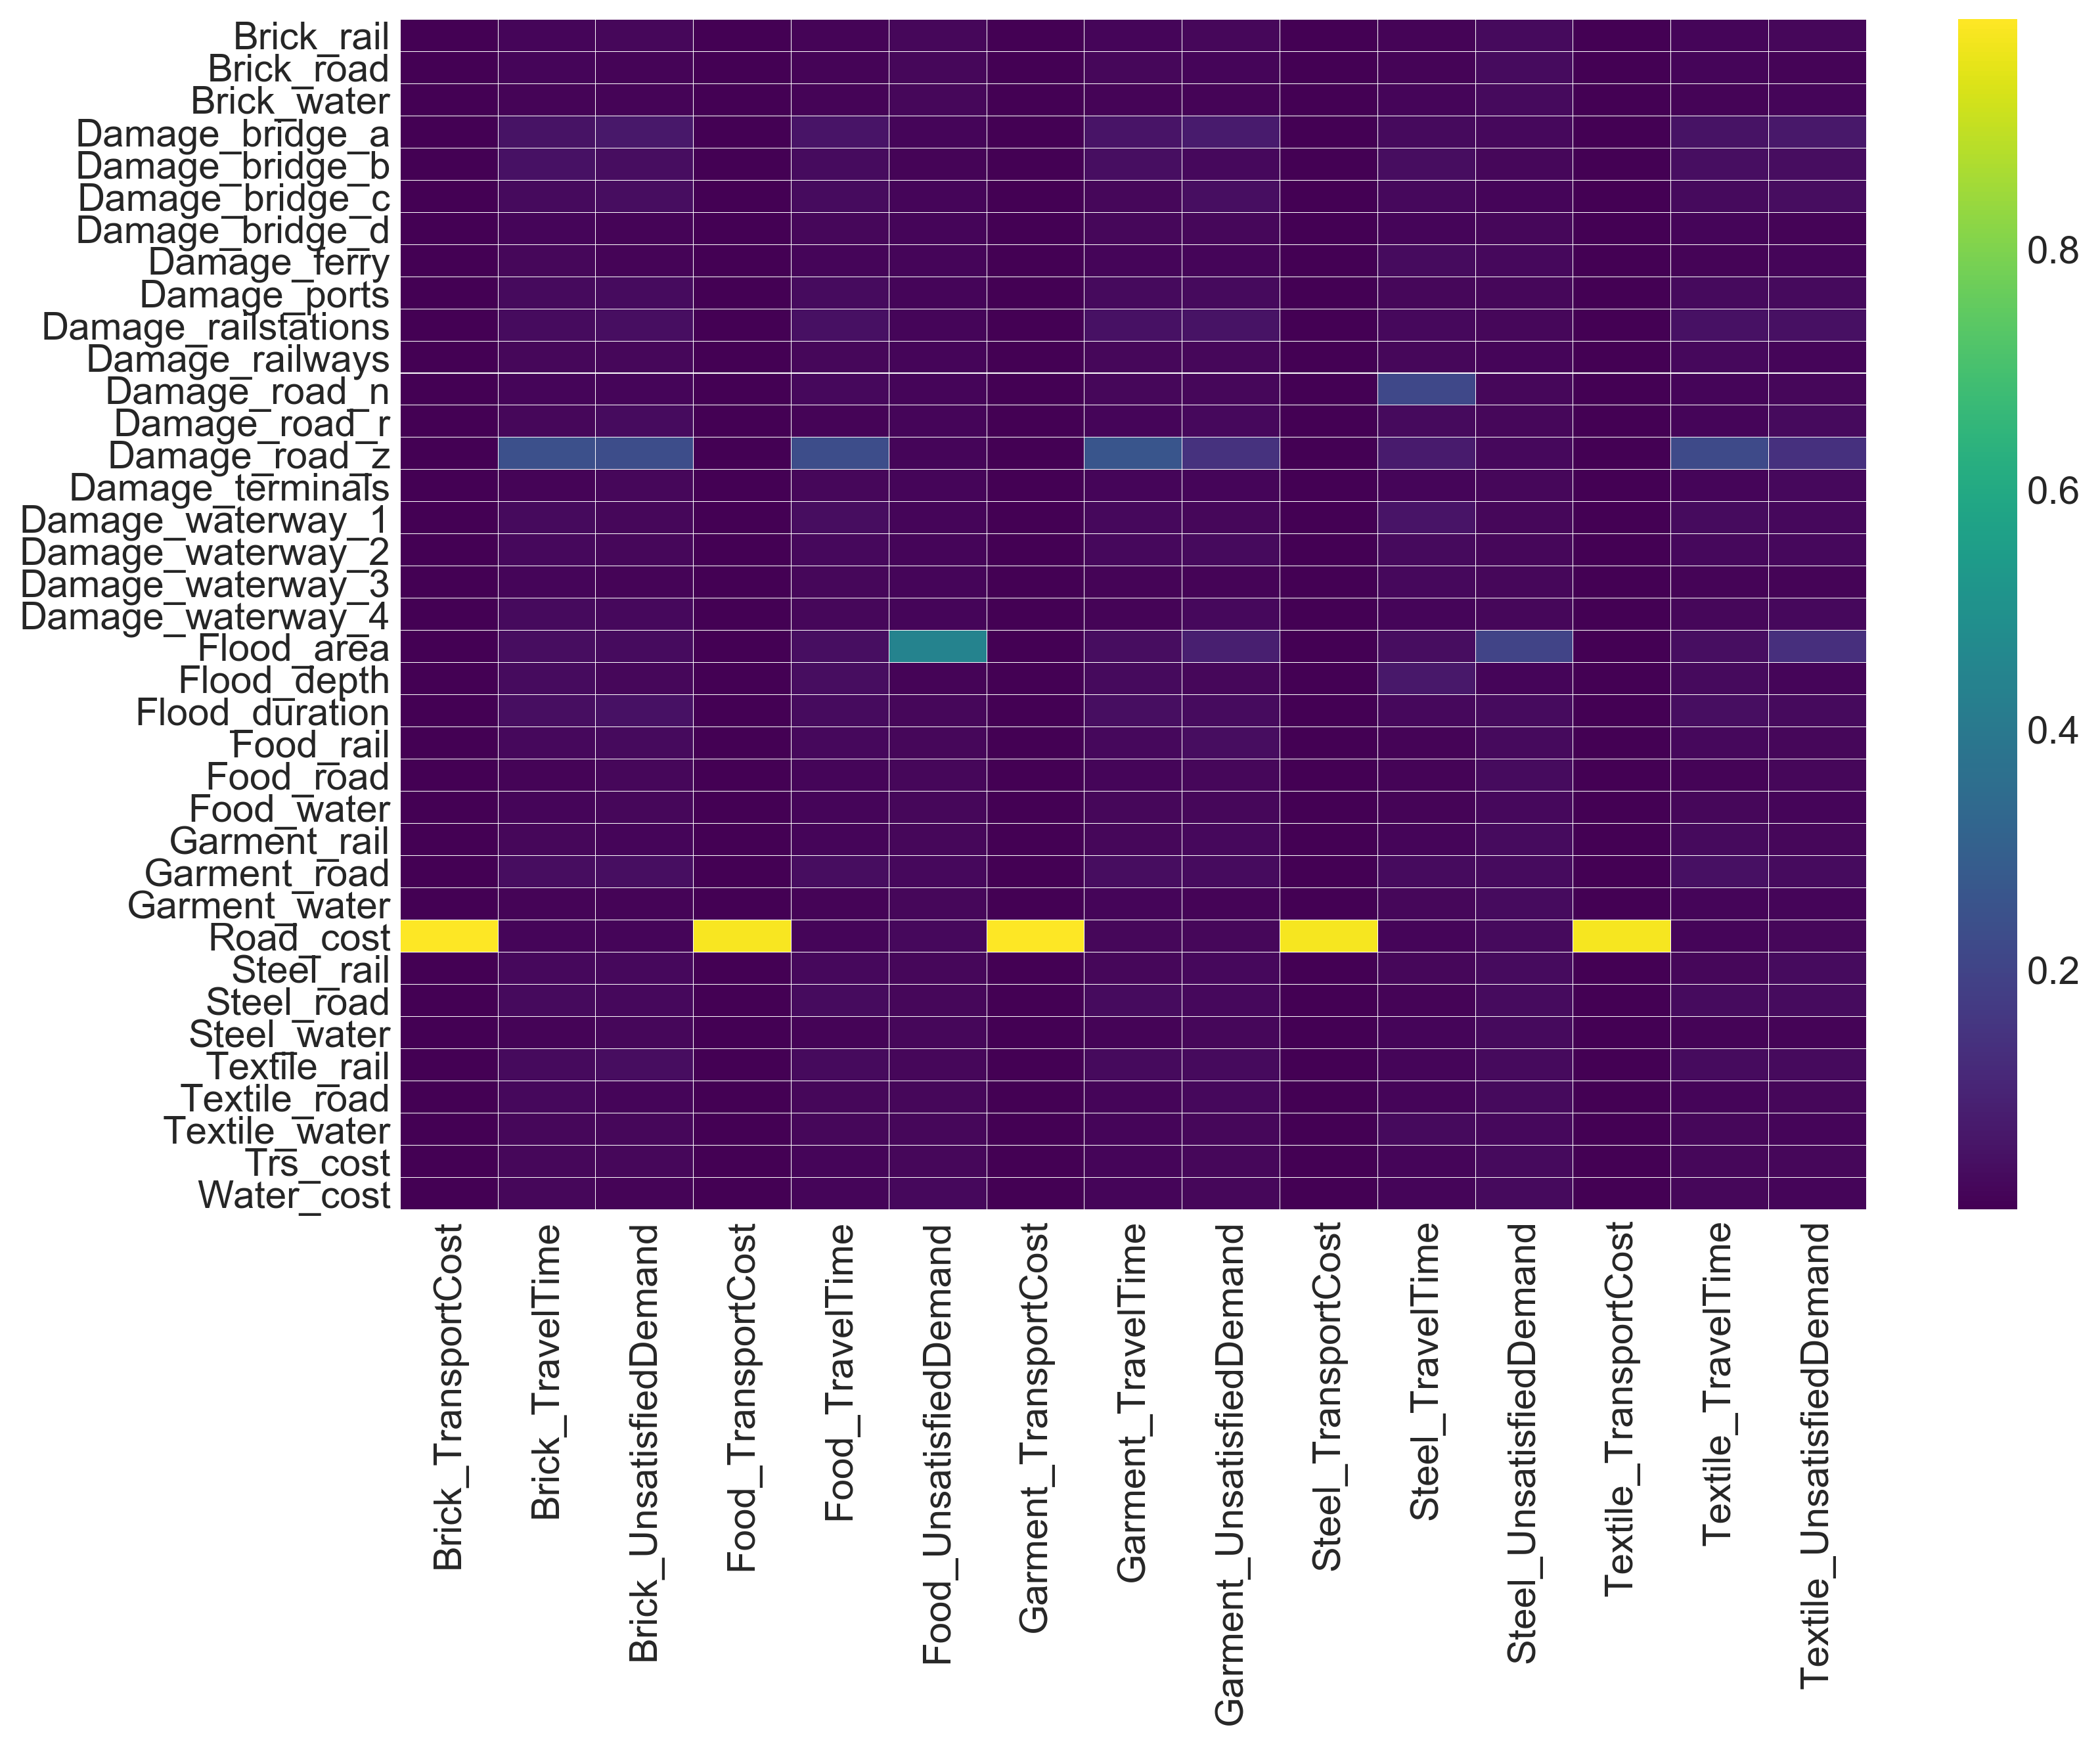 Brick_rail
Brick_road
Brick_water
Damage_bridge_a
Damage_bridge_b
Damage_bridge_c
Damage_bridge_d
Damage_ferry
Damage_ports
Damage_railstations
Damage_railways
Damage_road_n
Damage_road_r
Damage_road_z
Damage_terminals
Damage_waterway_1
Damage_waterway_2
Damage_waterway_3
Damage_waterway_4
Flood_area
Flood_depth
Flood_duration
Food_rail
Food_road
Food_water
Garment_rail
Garment_road
Garment_water
Road_cost
Steel_rail
Steel_road
Steel_water
Textile_rail
Textile_road
Textile_water
Trs_cost
Water_cost
Brick_TransportCost
Brick_TravelTime
Brick_UnsatisfiedDemand
Food_TransportCost
Food_TravelTime
Food_UnsatisfiedDemand
Garment_TransportCost
Garment_TravelTime
Garment_UnsatisfiedDemand
Steel_TransportCost
Steel_TravelTime
Steel_UnsatisfiedDemand
Textile_TransportCost
Textile_TravelTime
Textile_UnsatisfiedDemand
0.8
0.6
0.4
0.2